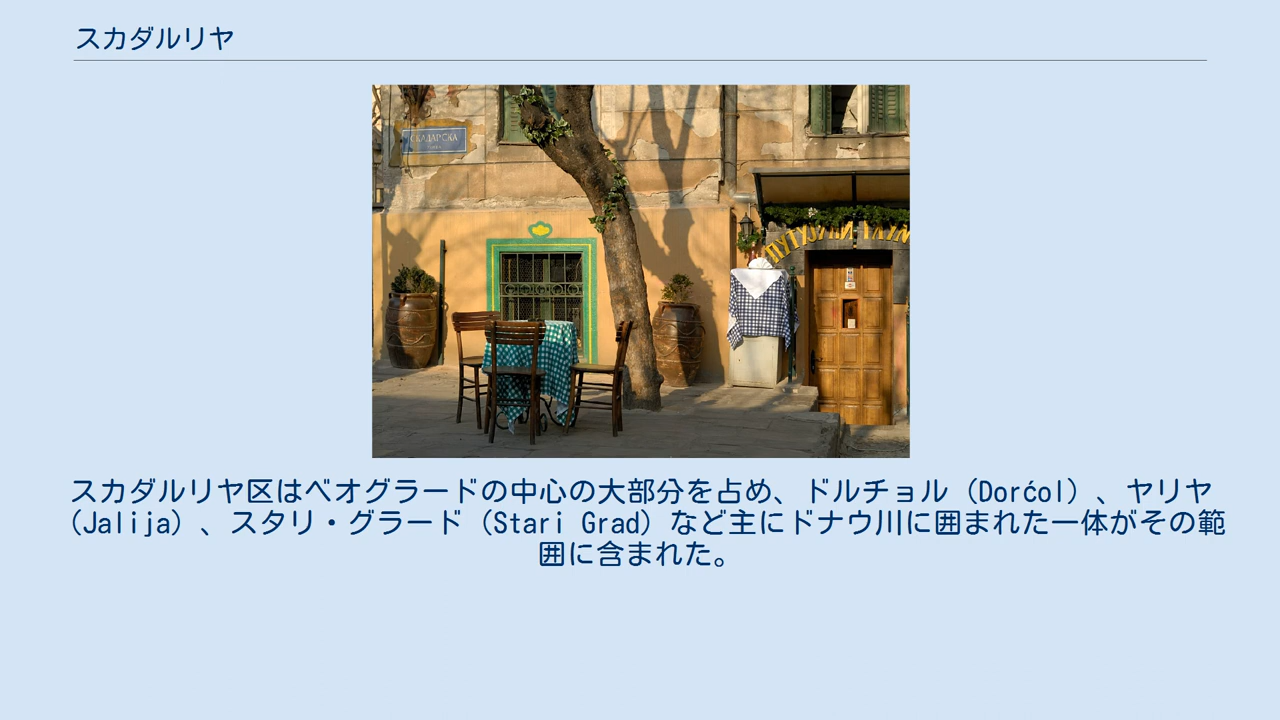 スカダルリヤ
СКАДАРСКА
スカダルリヤ区はベオグラードの中心の大部分を占め、ドルチョル（Dorćol）、ヤリヤ
（Jalija）、スタリ・グラード（Stari Grad）など主にドナウ川に囲まれた一体がその範
囲に含まれた。